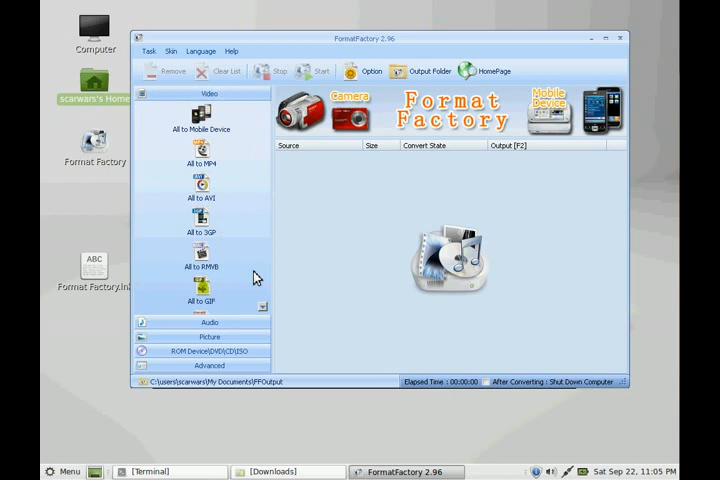 Computer
scarwars's Home
Format Factory
ABC
FormatFactory 2.96
Task Skin Language Help
Remove Clear List Stop Start Option Output Folder HomePage
Video
All to Mobile Device
All to MP4
All to AVI
All to 3GP
All to RMVB
All to GIF
Audio
Picture
ROM Device\DVD\CD\ISO
Advanced
Camera
Format
Factory
Mobile
Device
Source Size Convert State Output [F2]
C:\users\scarwars\My Documents\FFOutput
Elapsed Time : 00:00:00 After Converting : Shut Down Computer
Menu [Terminal] [Downloads] FormatFactory 2.96 Sat Sep 22, 11:05 PM